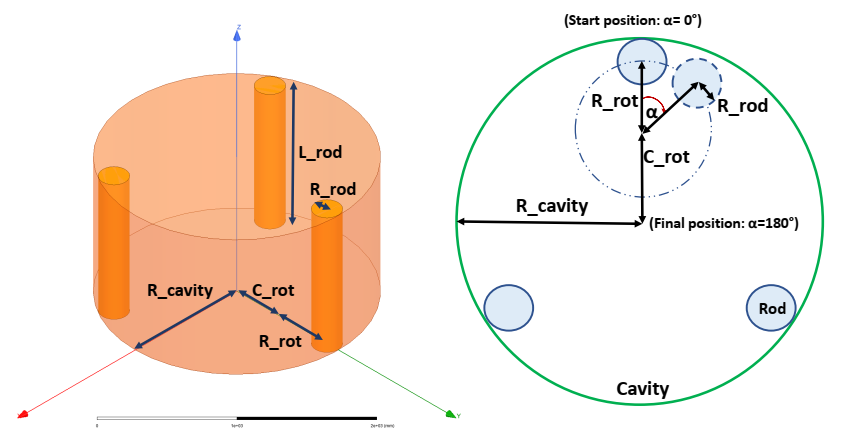 Z
L_rod
R_rod
R_cavity
C_rot
R_rot
Y
0
1e+03
2e+03 (mm)
(Start position: α= 0°)
R_rot
α
R_rod
C_rot
R_cavity
(Final position: α=180°)
Rod
Cavity